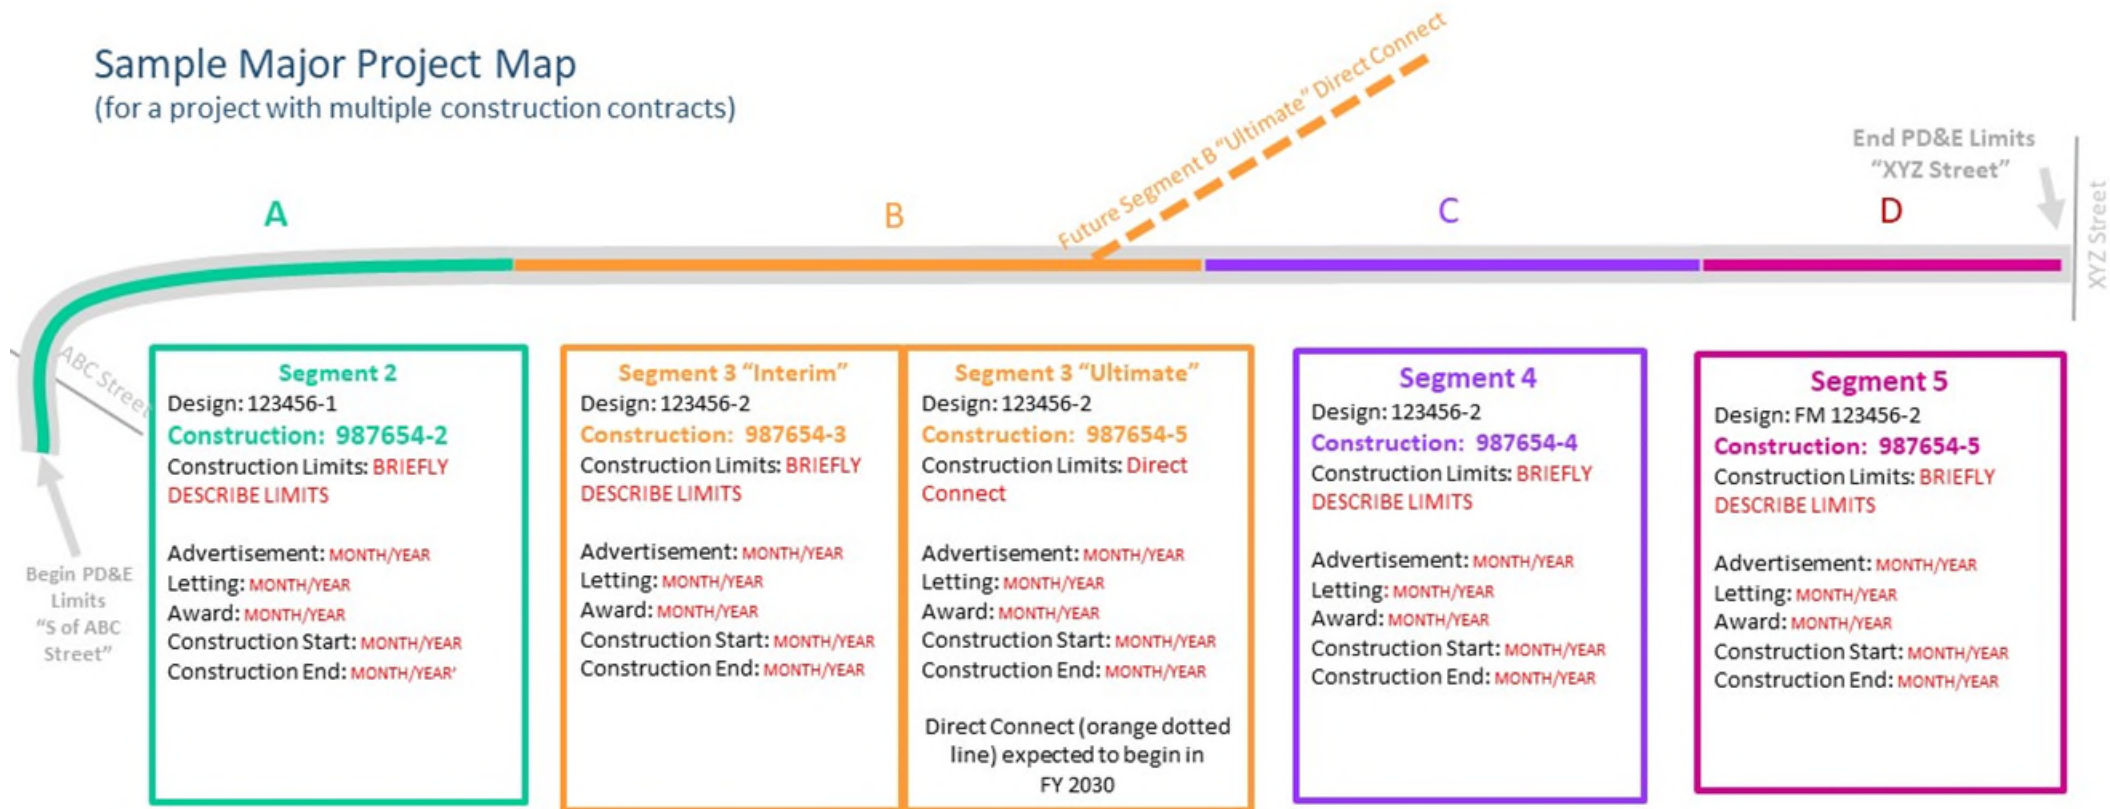 Sample Major Project Map
(for a project with multiple construction contracts)
Future Segment B “Ultimate” Direct Connect
End PD&E Limits
“XYZ Street”
XYZ Street
A
B
C
D
ABC Street
Begin PD&E
Limits
“S of ABC
Street”
Segment 2
Design: 123456-1
Construction: 987654-2
Construction Limits: BRIEFLY
DESCRIBE LIMITS
Advertisement: MONTH/YEAR
Letting: MONTH/YEAR
Award: MONTH/YEAR
Construction Start: MONTH/YEAR
Construction End: MONTH/YEAR’
Segment 3 “Interim”
Design: 123456-2
Construction: 987654-3
Construction Limits: BRIEFLY
DESCRIBE LIMITS
Advertisement: MONTH/YEAR
Letting: MONTH/YEAR
Award: MONTH/YEAR
Construction Start: MONTH/YEAR
Construction End: MONTH/YEAR
Segment 3 “Ultimate”
Design: 123456-2
Construction: 987654-5
Construction Limits: Direct
Connect
Advertisement: MONTH/YEAR
Letting: MONTH/YEAR
Award: MONTH/YEAR
Construction Start: MONTH/YEAR
Construction End: MONTH/YEAR
Direct Connect (orange dotted
line) expected to begin in
FY 2030
Segment 4
Design: 123456-2
Construction: 987654-4
Construction Limits: BRIEFLY
DESCRIBE LIMITS
Advertisement: MONTH/YEAR
Letting: MONTH/YEAR
Award: MONTH/YEAR
Construction Start: MONTH/YEAR
Construction End: MONTH/YEAR
Segment 5
Design: FM 123456-2
Construction: 987654-5
Construction Limits: BRIEFLY
DESCRIBE LIMITS
Advertisement: MONTH/YEAR
Letting: MONTH/YEAR
Award: MONTH/YEAR
Construction Start: MONTH/YEAR
Construction End: MONTH/YEAR